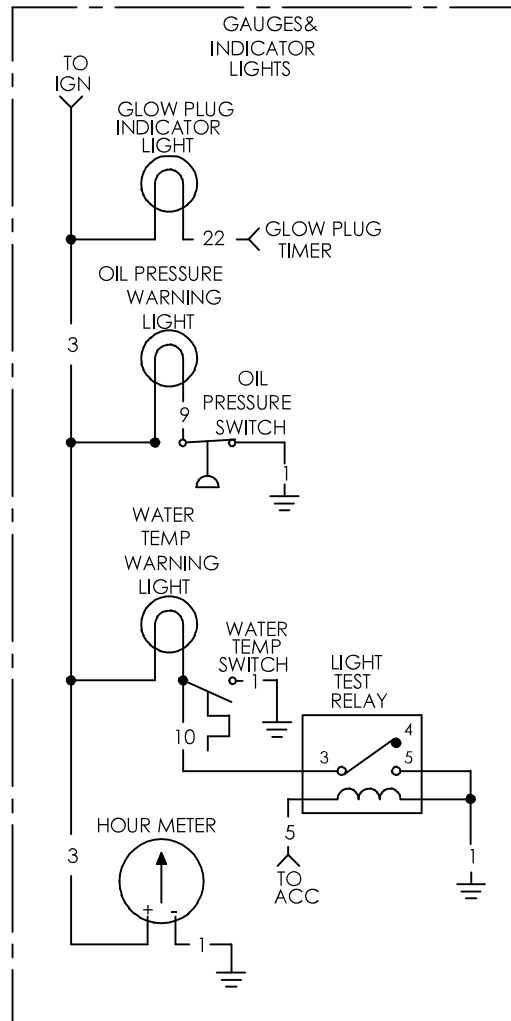 GAUGES&
INDICATOR
LIGHTS
TO
IGN
GLOW PLUG
INDICATOR
LIGHT
22
GLOW PLUG
TIMER
OIL PRESSURE
WARNING
LIGHT
3
9
OIL
PRESSURE
SWITCH
1
WATER
TEMP
WARNING
LIGHT
WATER
TEMP
SWITCH
1
10
LIGHT
TEST
RELAY
4
3
5
5
TO
ACC
1
HOUR METER
3
+
-
1